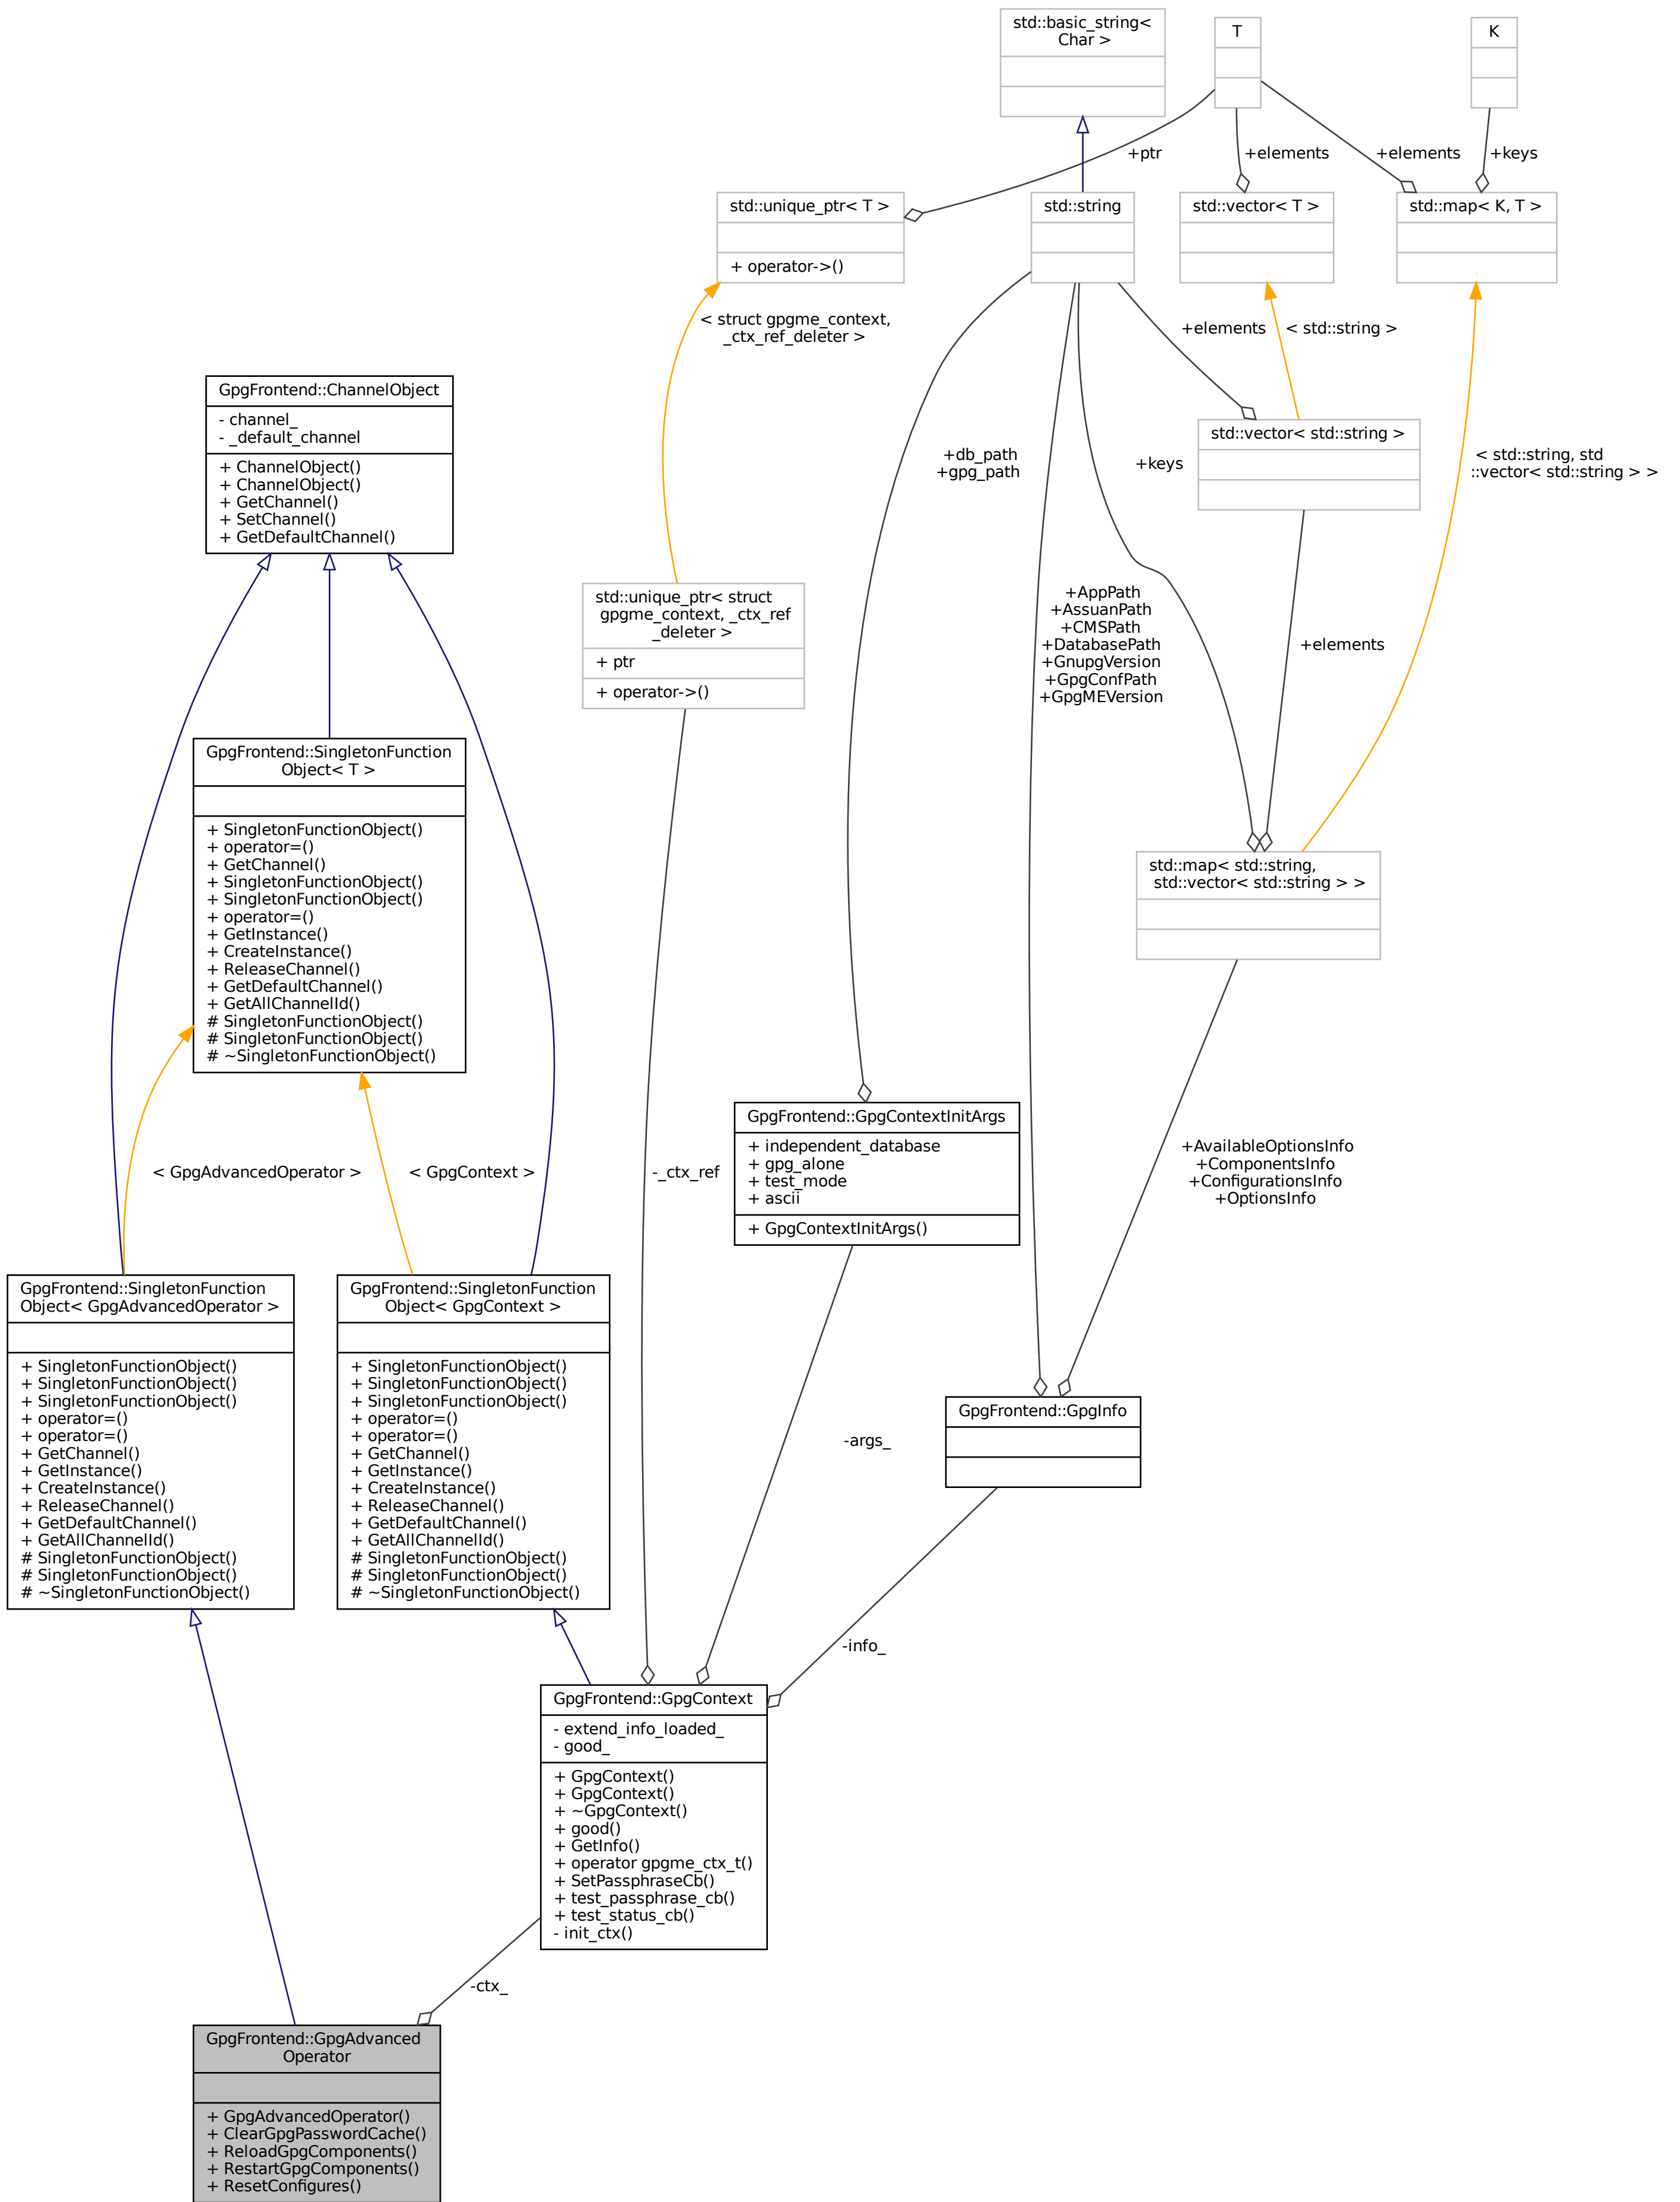 std::basic_string<
Char >
T
K
+ptr
+elements
+elements
+keys
std::unique_ptr< T >
+ operator->()
std::string
std::vector< T >
std::map< K, T >
< struct gpgme_context,
_ctx_ref_deleter >
+elements
< std::string >
GpgFrontend::ChannelObject
- channel_
- _default_channel
+ ChannelObject()
+ ChannelObject()
+ GetChannel()
+ SetChannel()
+ GetDefaultChannel()
std::vector< std::string >
+db_path
+gpg_path
+keys
< std::string, std
::vector< std::string > >
std::unique_ptr< struct
gpgme_context, _ctx_ref
_deleter >
+ ptr
+ operator->()
+AppPath
+AssuanPath
+CMSPath
+DatabasePath
+GnupgVersion
+GpgConfPath
+GpgMEVersion
+elements
GpgFrontend::SingletonFunction
Object< T >
+ SingletonFunctionObject()
+ operator=()
+ GetChannel()
+ SingletonFunctionObject()
+ SingletonFunctionObject()
+ operator=()
+ GetInstance()
+ CreateInstance()
+ ReleaseChannel()
+ GetDefaultChannel()
+ GetAllChannelId()
# SingletonFunctionObject()
# SingletonFunctionObject()
# ~SingletonFunctionObject()
std::map< std::string,
std::vector< std::string > >
< GpgAdvancedOperator >
< GpgContext >
-_ctx_ref
GpgFrontend::GpgContextInitArgs
+ independent_database
+ gpg_alone
+ test_mode
+ ascii
+ GpgContextInitArgs()
+AvailableOptionsInfo
+ComponentsInfo
+ConfigurationsInfo
+OptionsInfo
GpgFrontend::SingletonFunction
Object< GpgAdvancedOperator >
+ SingletonFunctionObject()
+ SingletonFunctionObject()
+ SingletonFunctionObject()
+ operator=()
+ operator=()
+ GetChannel()
+ GetInstance()
+ CreateInstance()
+ ReleaseChannel()
+ GetDefaultChannel()
+ GetAllChannelId()
# SingletonFunctionObject()
# SingletonFunctionObject()
# ~SingletonFunctionObject()
GpgFrontend::SingletonFunction
Object< GpgContext >
+ SingletonFunctionObject()
+ SingletonFunctionObject()
+ SingletonFunctionObject()
+ operator=()
+ operator=()
+ GetChannel()
+ GetInstance()
+ CreateInstance()
+ ReleaseChannel()
+ GetDefaultChannel()
+ GetAllChannelId()
# SingletonFunctionObject()
# SingletonFunctionObject()
# ~SingletonFunctionObject()
-args_
GpgFrontend::GpgInfo
-info_
GpgFrontend::GpgContext
- extend_info_loaded_
- good_
+ GpgContext()
+ GpgContext()
+ ~GpgContext()
+ good()
+ GetInfo()
+ operator gpgme_ctx_t()
+ SetPassphraseCb()
+ test_passphrase_cb()
+ test_status_cb()
- init_ctx()
-ctx_
GpgFrontend::GpgAdvanced
Operator
+ GpgAdvancedOperator()
+ ClearGpgPasswordCache()
+ ReloadGpgComponents()
+ RestartGpgComponents()
+ ResetConfigures()